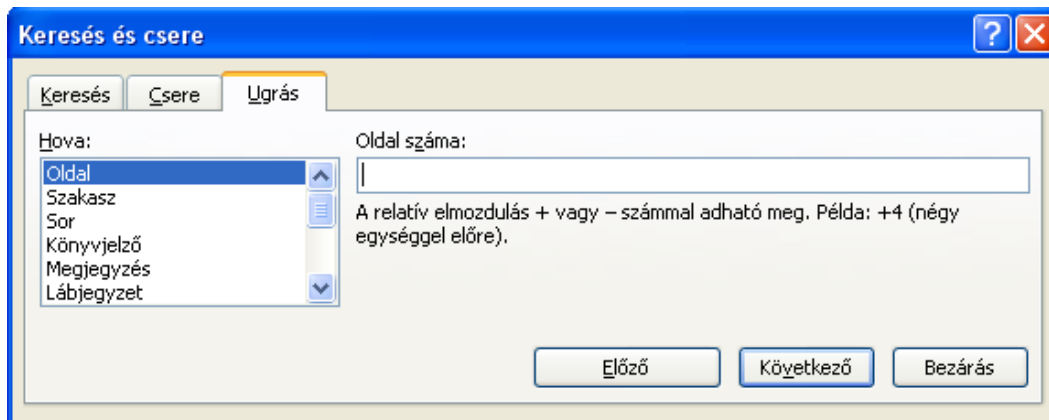 Keresés és csere
Keresés
Csere
Ugrás
Hova:
Oldal
Szakasz
Sor
Könyvjelző
Megjegyzés
Lábjegyzet
Oldal száma:
A relatív elmozdulás + vagy – számmal adható meg. Példa: +4 (négy
egységgel előre).
Előző
Következő
Bezárás